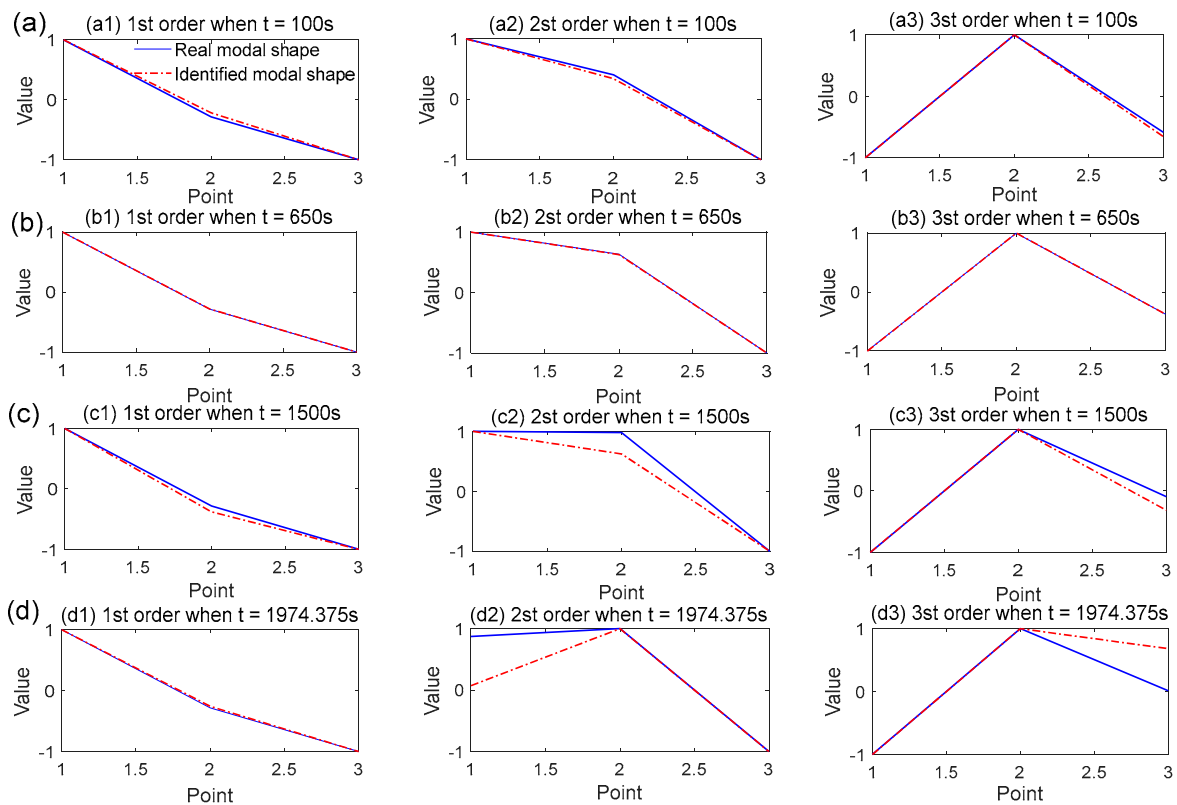 (a)
(a1) 1st order when t = 100s
Real modal shape
Identified modal shape
Value
1
0
-1
1 1.5 2 2.5 3
Point
(a2) 2st order when t = 100s
Value
1
0
-1
1 1.5 2 2.5 3
Point
(a3) 3st order when t = 100s
Value
1
0
-1
1 1.5 2 2.5 3
Point
(b)
(b1) 1st order when t = 650s
Value
1
0
-1
1 1.5 2 2.5 3
Point
(b2) 2st order when t = 650s
Value
1
0
-1
1 1.5 2 2.5 3
Point
(b3) 3st order when t = 650s
Value
1
0
-1
1 1.5 2 2.5 3
Point
(c)
(c1) 1st order when t = 1500s
Value
1
0
-1
1 1.5 2 2.5 3
Point
(c2) 2st order when t = 1500s
Value
1
0
-1
1 1.5 2 2.5 3
Point
(c3) 3st order when t = 1500s
Value
1
0
-1
1 1.5 2 2.5 3
Point
(d)
(d1) 1st order when t = 1974.375s
Value
1
0
-1
1 1.5 2 2.5 3
Point
(d2) 2st order when t = 1974.375s
Value
1
0
-1
1 1.5 2 2.5 3
Point
(d3) 3st order when t = 1974.375s
Value
1
0
-1
1 1.5 2 2.5 3
Point